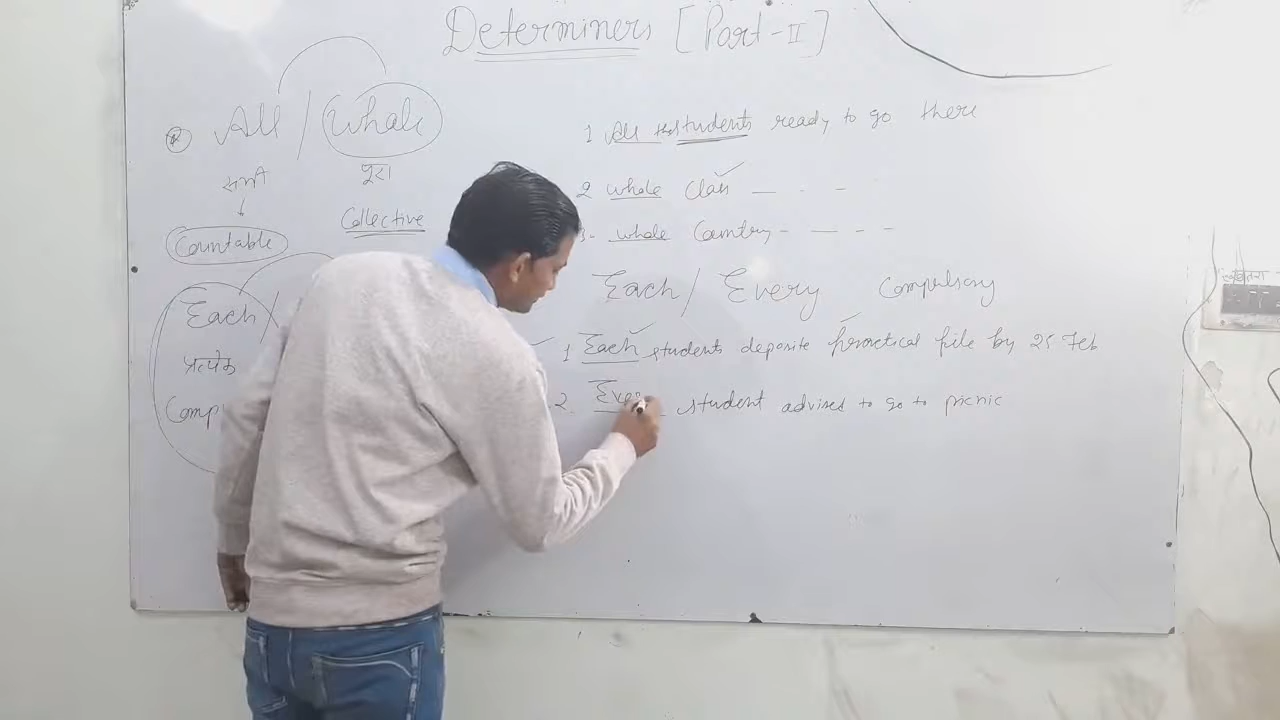 Determiners [Part-II]
All / Whole
सभी
पूरा
Countable
Collective
Each /
प्रत्येक
Comp
1 All the students ready to go there
2 whole Class — - - -
3. whole Country - — - -
Each / Every Compulsory
1 Each students deposite practical file by 25 Feb
2. Every student advised to go to picnic